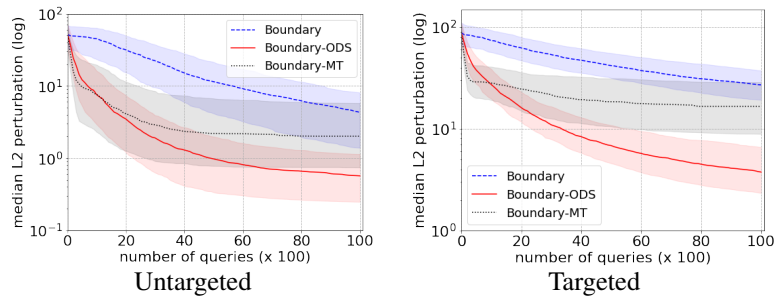 median L2 perturbation (log)
10²
10¹
10⁰
10⁻¹
Boundary
Boundary-ODS
Boundary-MT
0 20 40 60 80 100
number of queries (x 100)
Untargeted
median L2 perturbation (log)
10²
10¹
10⁰
Boundary
Boundary-ODS
Boundary-MT
0 20 40 60 80 100
number of queries (x 100)
Targeted